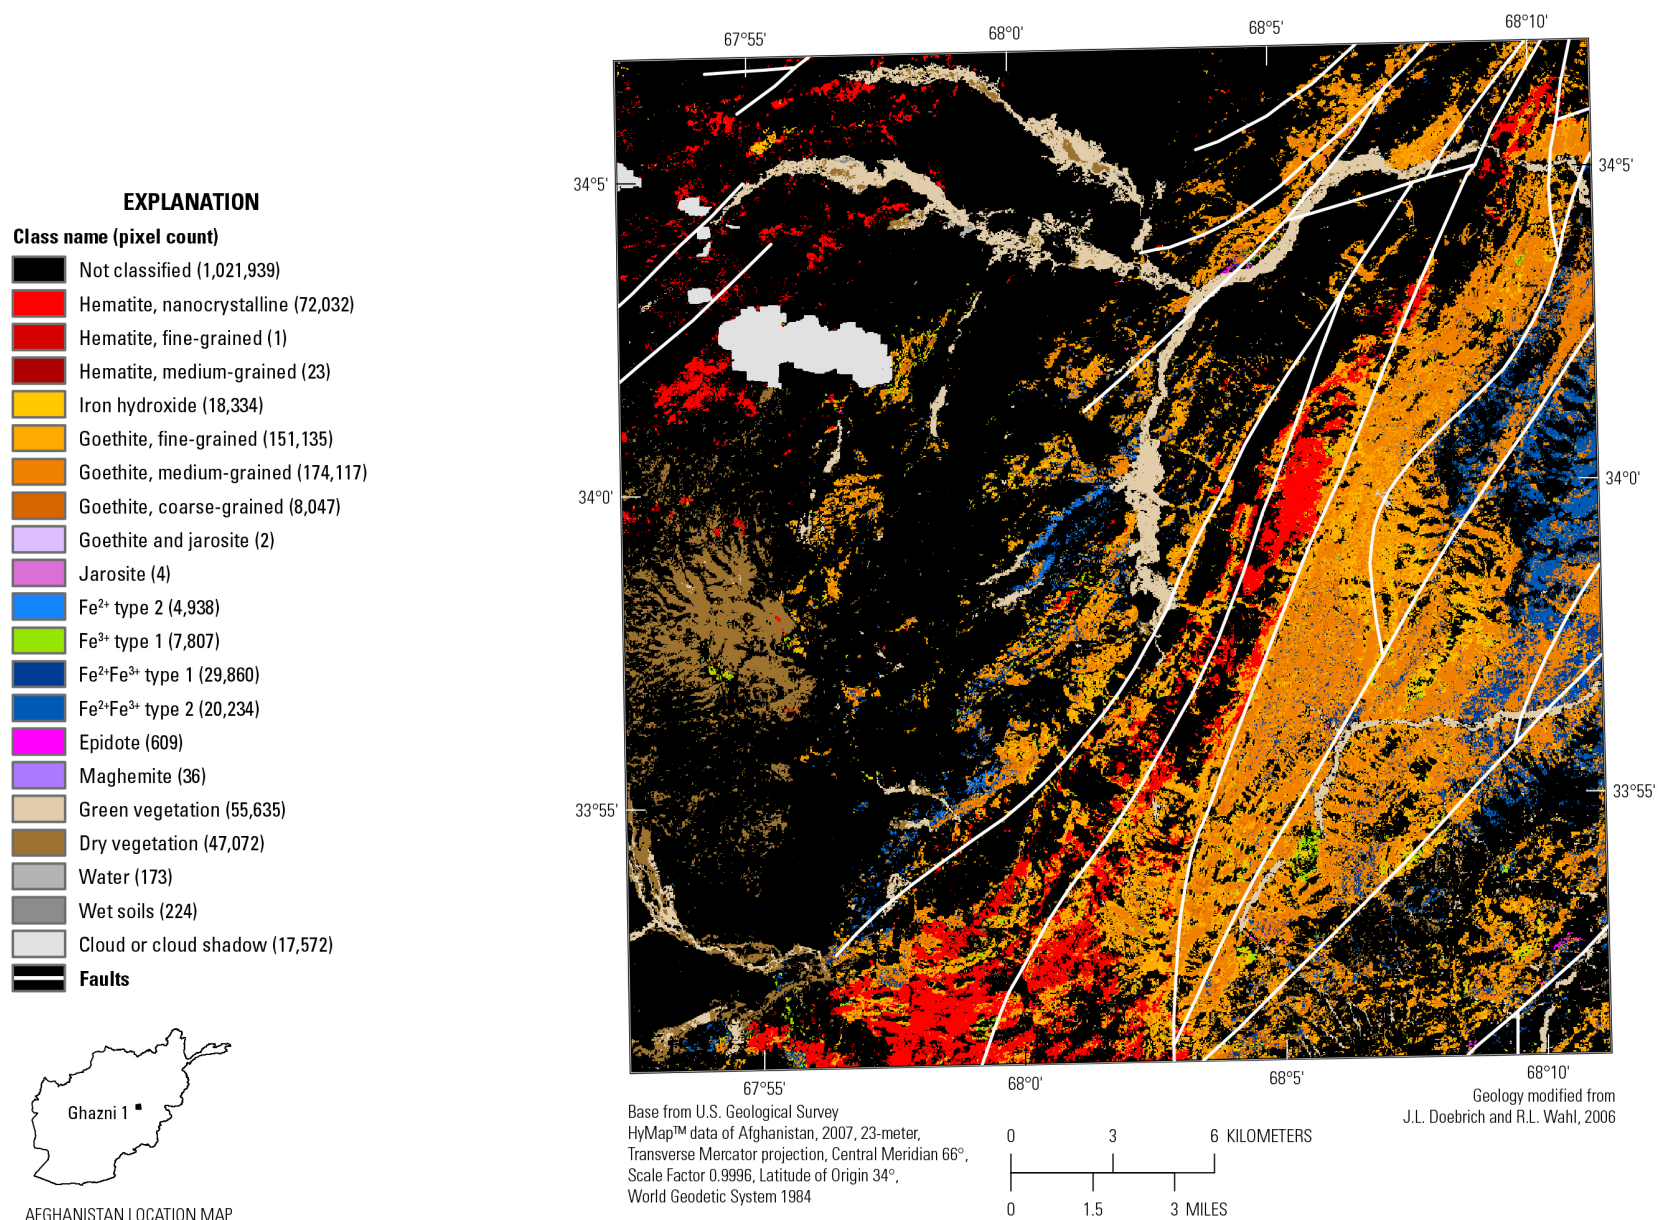 EXPLANATION
Class name (pixel count)
Not classified (1,021,939)
Hematite, nanocrystalline (72,032)
Hematite, fine-grained (1)
Hematite, medium-grained (23)
Iron hydroxide (18,334)
Goethite, fine-grained (151,135)
Goethite, medium-grained (174,117)
Goethite, coarse-grained (8,047)
Goethite and jarosite (2)
Jarosite (4)
Fe²⁺ type 2 (4,938)
Fe³⁺ type 1 (7,807)
Fe²⁺Fe³⁺ type 1 (29,860)
Fe²⁺Fe³⁺ type 2 (20,234)
Epidote (609)
Maghemite (36)
Green vegetation (55,635)
Dry vegetation (47,072)
Water (173)
Wet soils (224)
Cloud or cloud shadow (17,572)
Faults
Ghazni 1
AFGHANISTAN LOCATION MAP
67°55' 68°0' 68°5' 68°10'
34°5' 34°5'
34°0' 34°0'
33°55' 33°55'
67°55' 68°0' 68°5' 68°10'
Base from U.S. Geological Survey
HyMap™ data of Afghanistan, 2007, 23-meter,
Transverse Mercator projection, Central Meridian 66°,
Scale Factor 0.9996, Latitude of Origin 34°,
World Geodetic System 1984
0 3 6 KILOMETERS
0 1.5 3 MILES
Geology modified from
J.L. Doebrich and R.L. Wahl, 2006